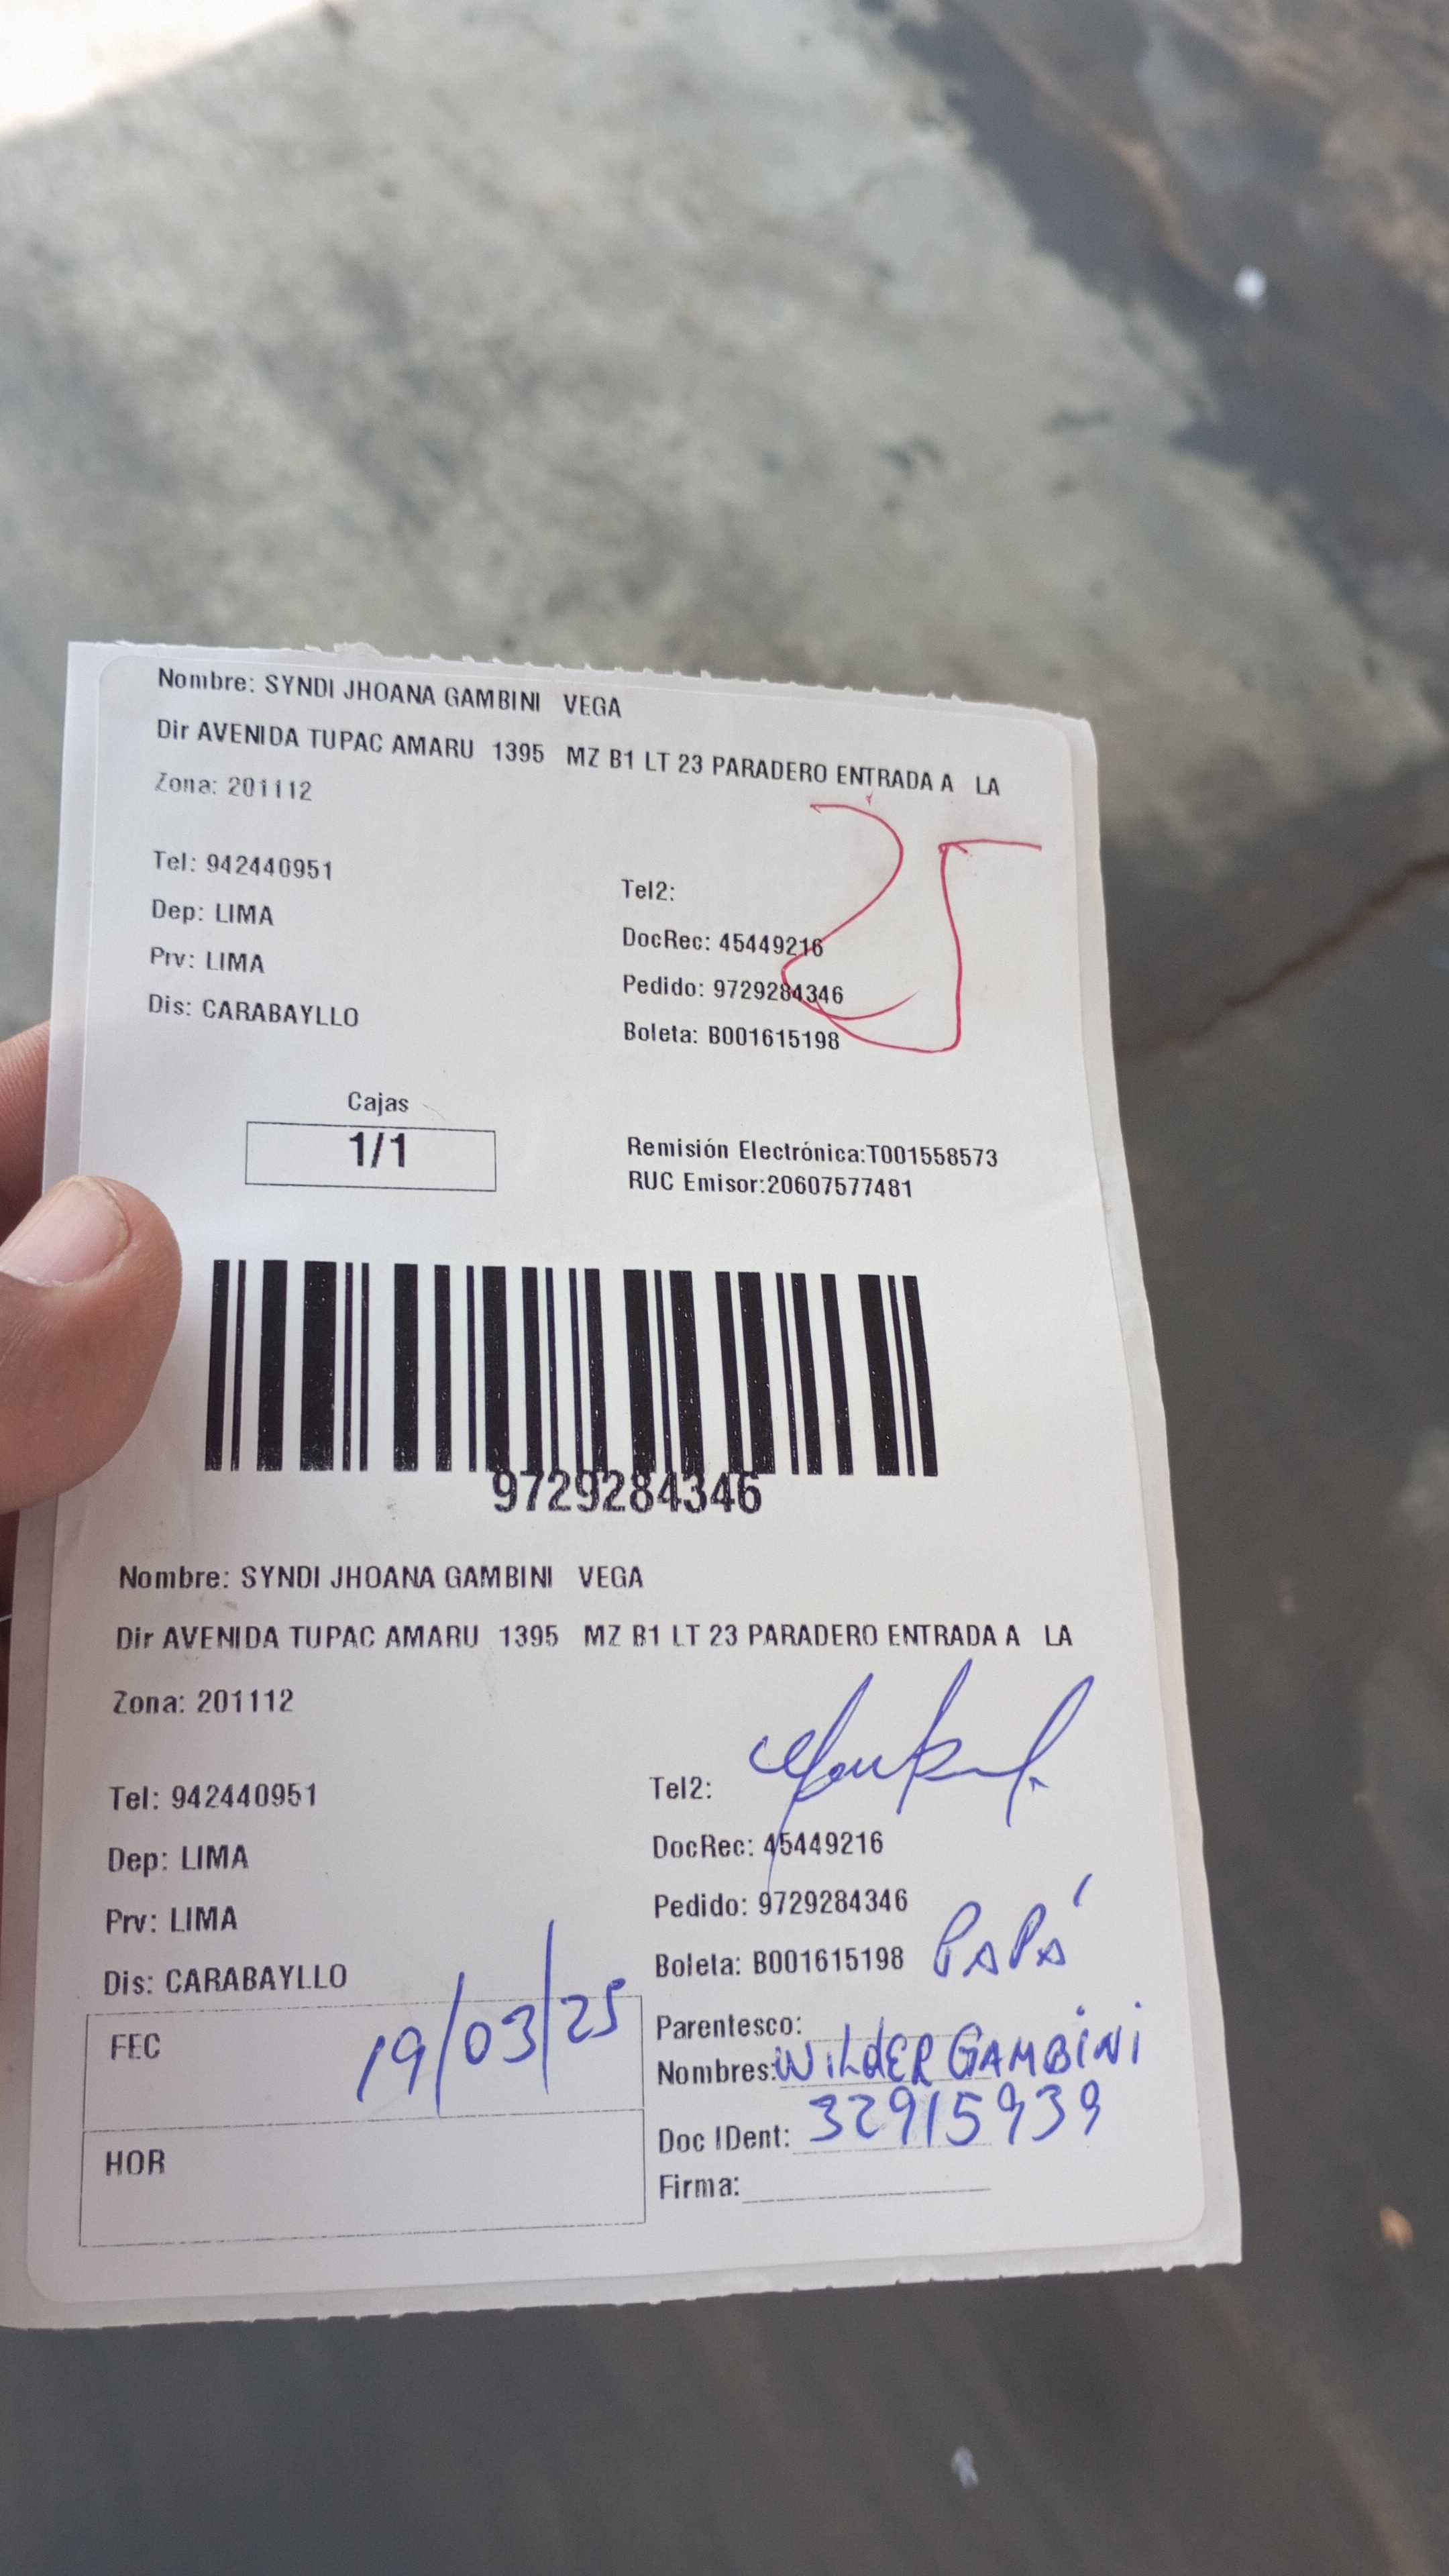 Nombre: SYNDI JHOANA GAMBINI VEGA
Dir AVENIDA TUPAC AMARU 1395 MZ B1 LT 23 PARADERO ENTRADA A LA
Zona: 201112
25
Tel: 942440951
Tel2:
Dep: LIMA
DocRec: 45449216
Prv: LIMA
Pedido: 9729284346
Dis: CARABAYLLO
Boleta: B001615198
Cajas
1/1
Remisión Electrónica:T001558573
RUC Emisor:20607577481
9729284346
Nombre: SYNDI JHOANA GAMBINI VEGA
Dir AVENIDA TUPAC AMARU 1395 MZ B1 LT 23 PARADERO ENTRADA A LA
Zona: 201112
Tel: 942440951
Tel2:
Dep: LIMA
DocRec: 45449216
Prv: LIMA
Pedido: 9729284346
Dis: CARABAYLLO
Boleta: B001615198
PAPÁ
FEC 19/03/25
Parentesco:
Nombres: WILDER GAMBINI
HOR
Doc IDent: 32915939
Firma: